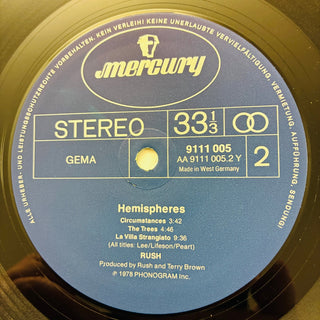 mercury
STEREO 33 1/3
GEMA
9111 005
AA 9111 005.2 Y
Made in West Germany
2
Hemispheres
Circumstances 3:42
The Trees 4:46
La Villa Strangiato 9:36
(All titles: Lee/Lifeson/Peart)
RUSH
Produced by Rush and Terry Brown
℗ 1978 PHONOGRAM Inc.
ALLE URHEBER- UND LEISTUNGSSCHUTZRECHTE VORBEHALTEN. KEIN VERLEIH! KEINE UNERLAUBTE VERVIELFÄLTIGUNG, VERMIETUNG, AUFFÜHRUNG, SENDUNG!